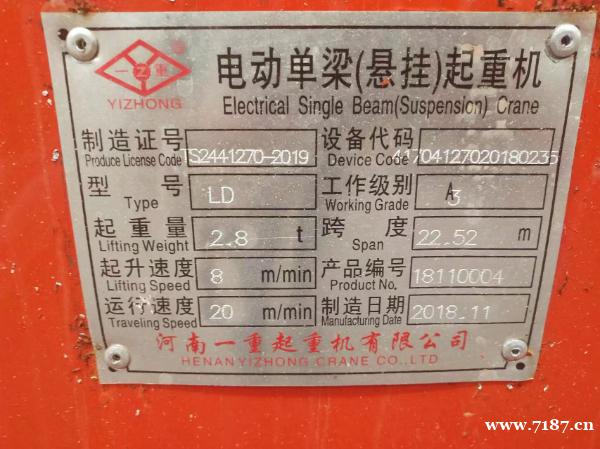 一重
YIZHONG
电动单梁(悬挂)起重机
Electrical Single Beam(Suspension) Crane
制造证号 TS2441270-2019 设备代码 41704127020180235
Produce License Code Device Code
型号 LD 工作级别 A3
Type Working Grade
起重量 2.8 t 跨度 22.52 m
Lifting Weight Span
起升速度 8 m/min 产品编号 18110004
Lifting Speed Product No.
运行速度 20 m/min 制造日期 2018.11
Traveling Speed Manufacturing Date
河南一重起重机有限公司
HENANYIZHONG CRANE CO.,LTD
www.7187.cn